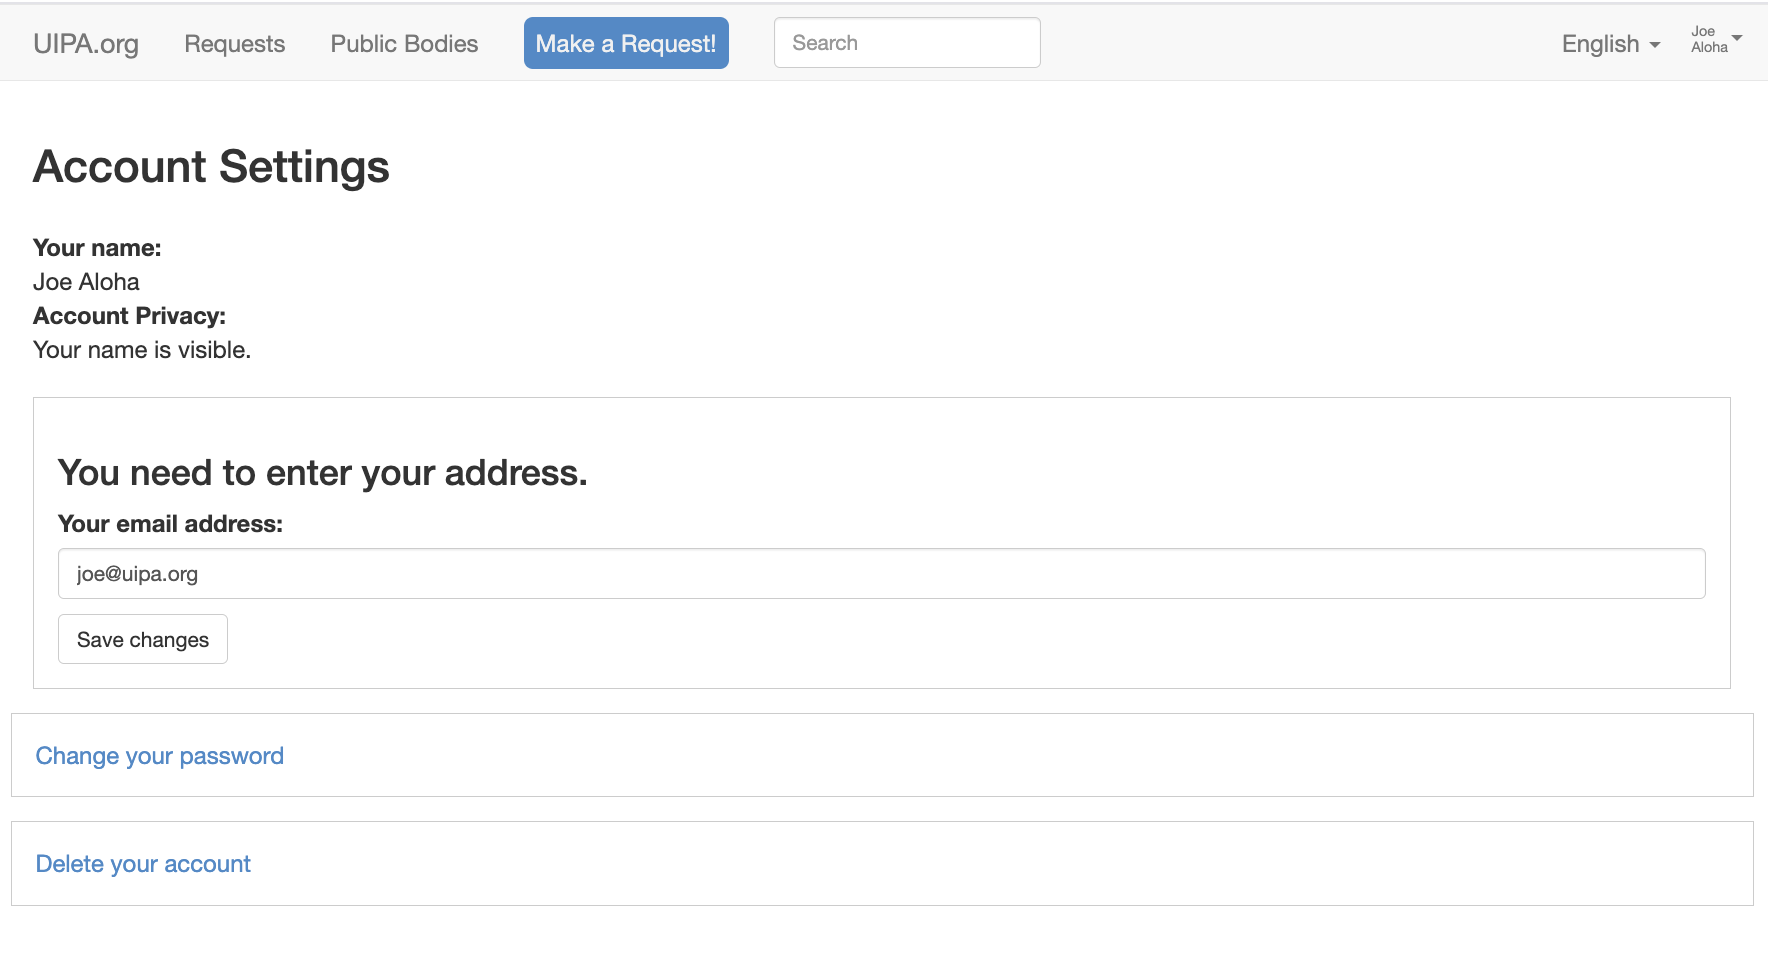 UIPA.org Requests Public Bodies Make a Request! Search English Joe Aloha
Account Settings
Your name:
Joe Aloha
Account Privacy:
Your name is visible.
You need to enter your address.
Your email address:
joe@uipa.org
Save changes
Change your password
Delete your account